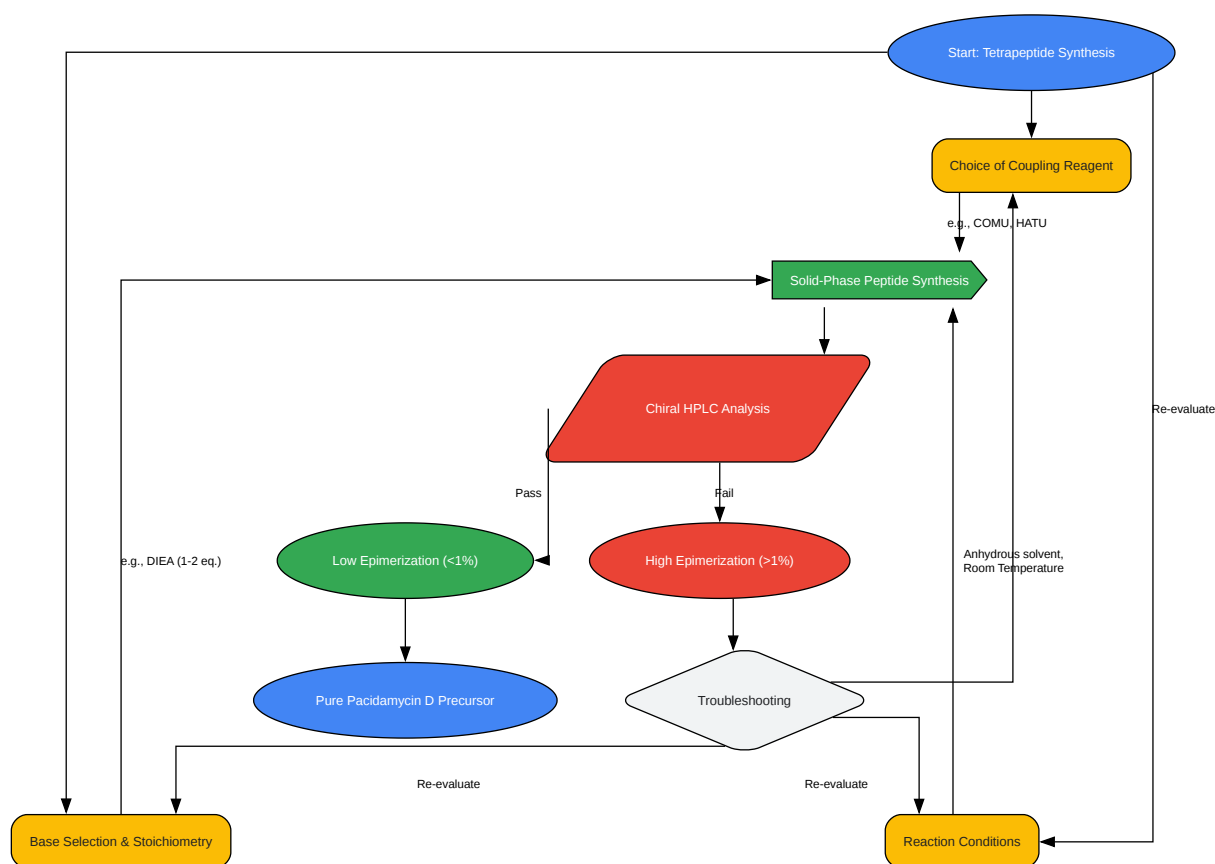 Start: Tetrapeptide Synthesis
Choice of Coupling Reagent
e.g., COMU, HATU
Solid-Phase Peptide Synthesis
Chiral HPLC Analysis
Re-evaluate
Pass
Fail
e.g., DIEA (1-2 eq.)
Low Epimerization (<1%)
High Epimerization (>1%)
Anhydrous solvent,
Room Temperature
Pure Pacidamycin D Precursor
Troubleshooting
Re-evaluate
Re-evaluate
Base Selection & Stoichiometry
Reaction Conditions